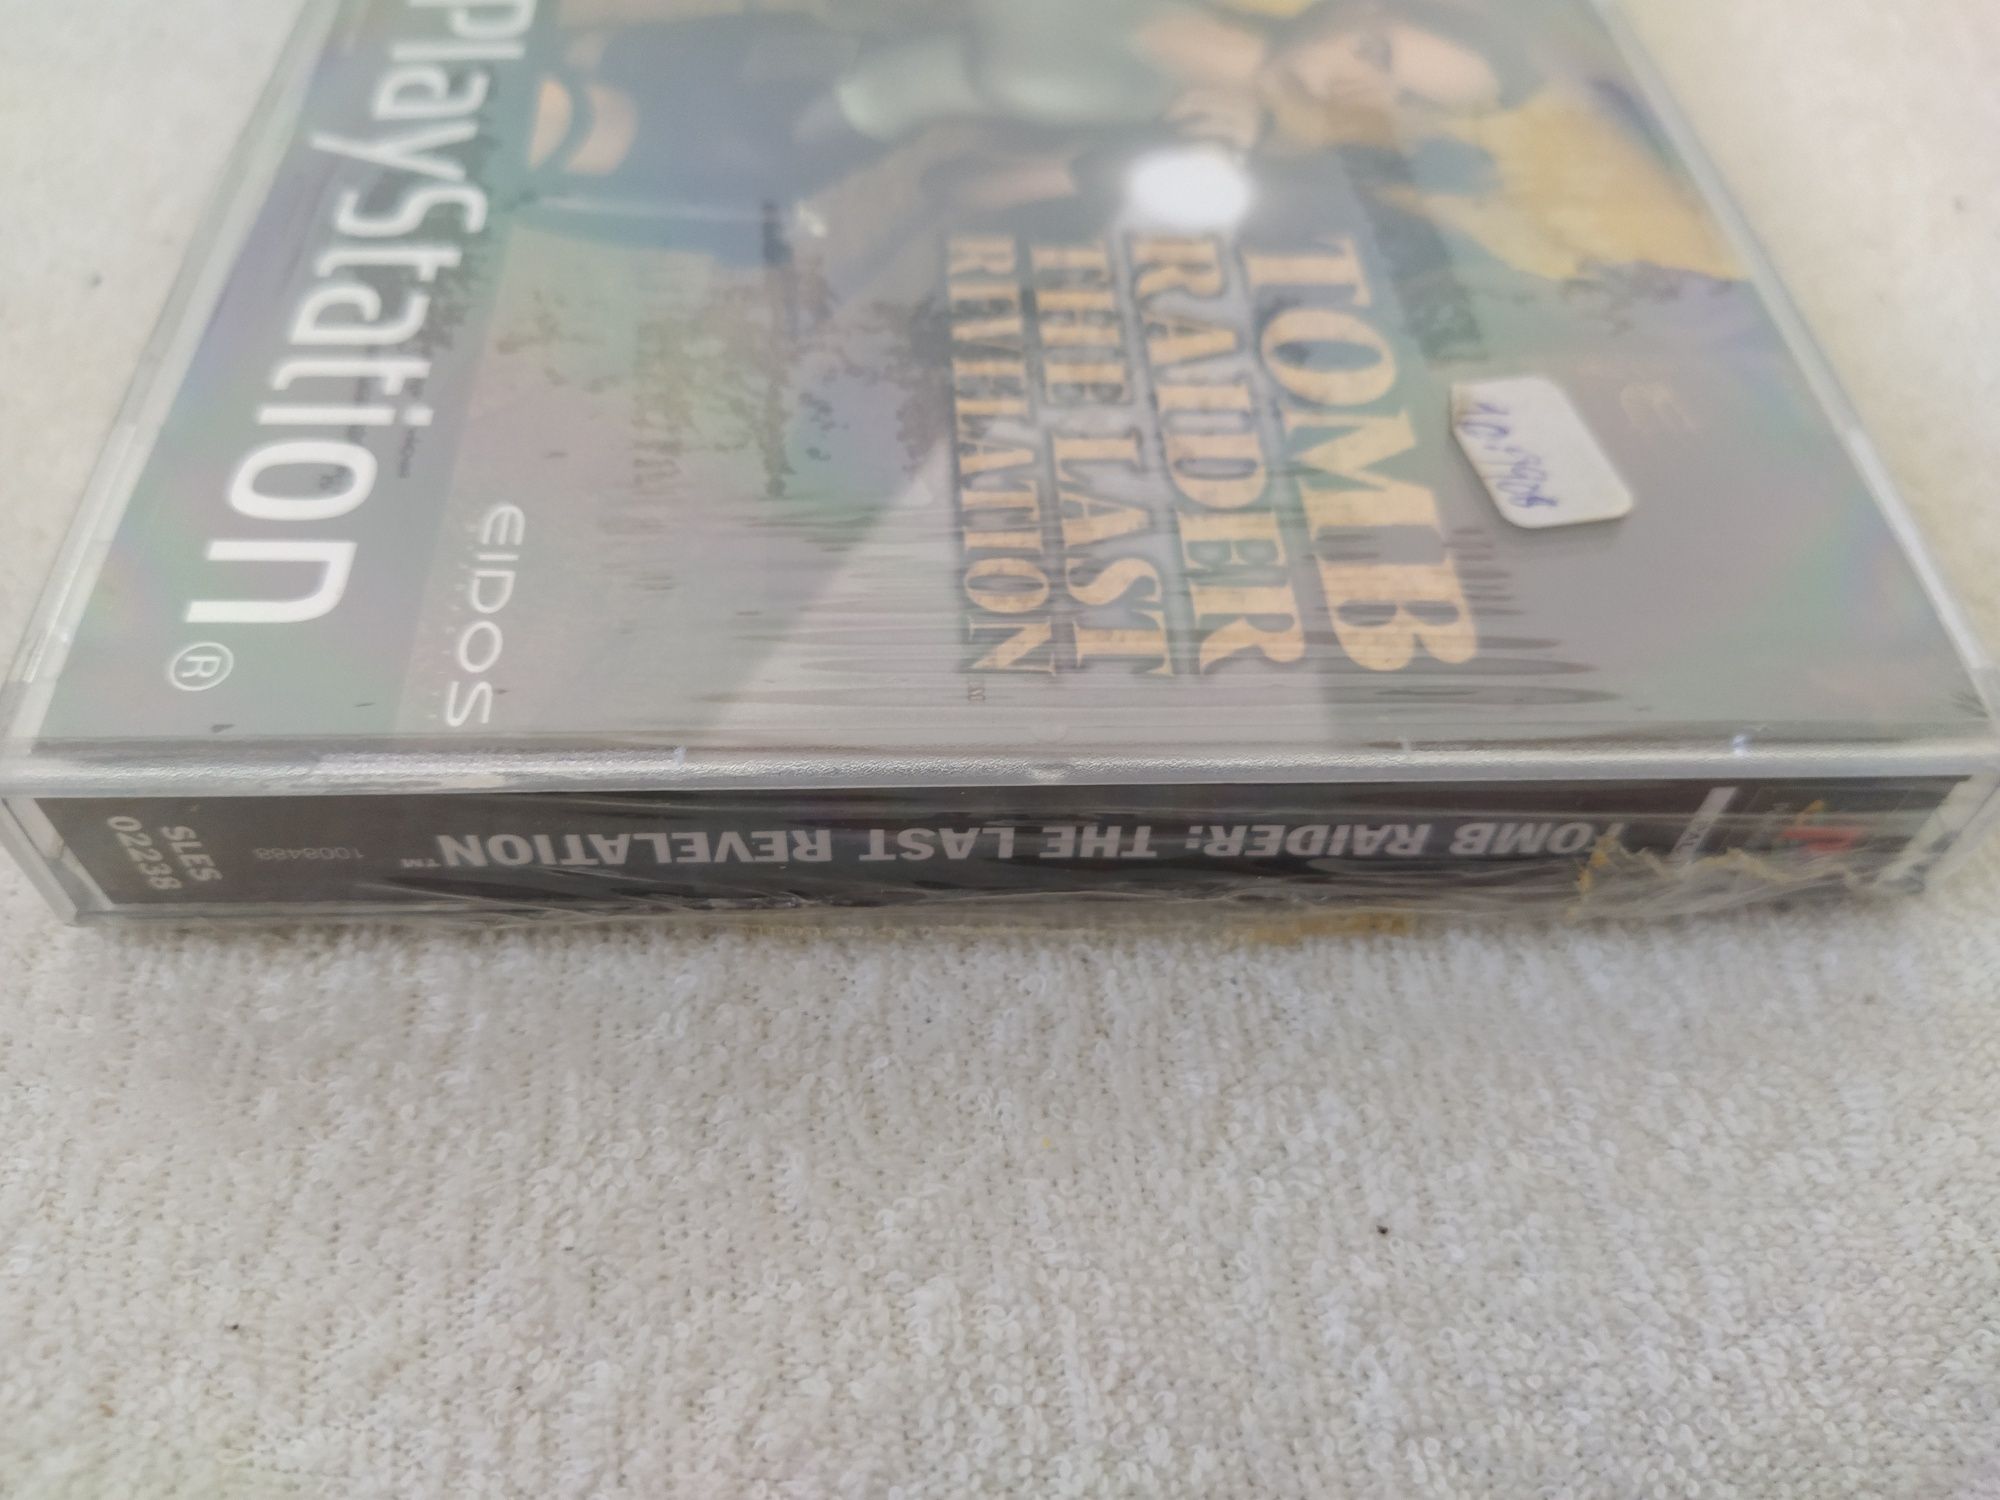 PlayStation®
EIDOS
TOMB
RAIDER
THE LAST
REVELATION
TOMB RAIDER: THE LAST REVELATION™
1008488
SLES
02238